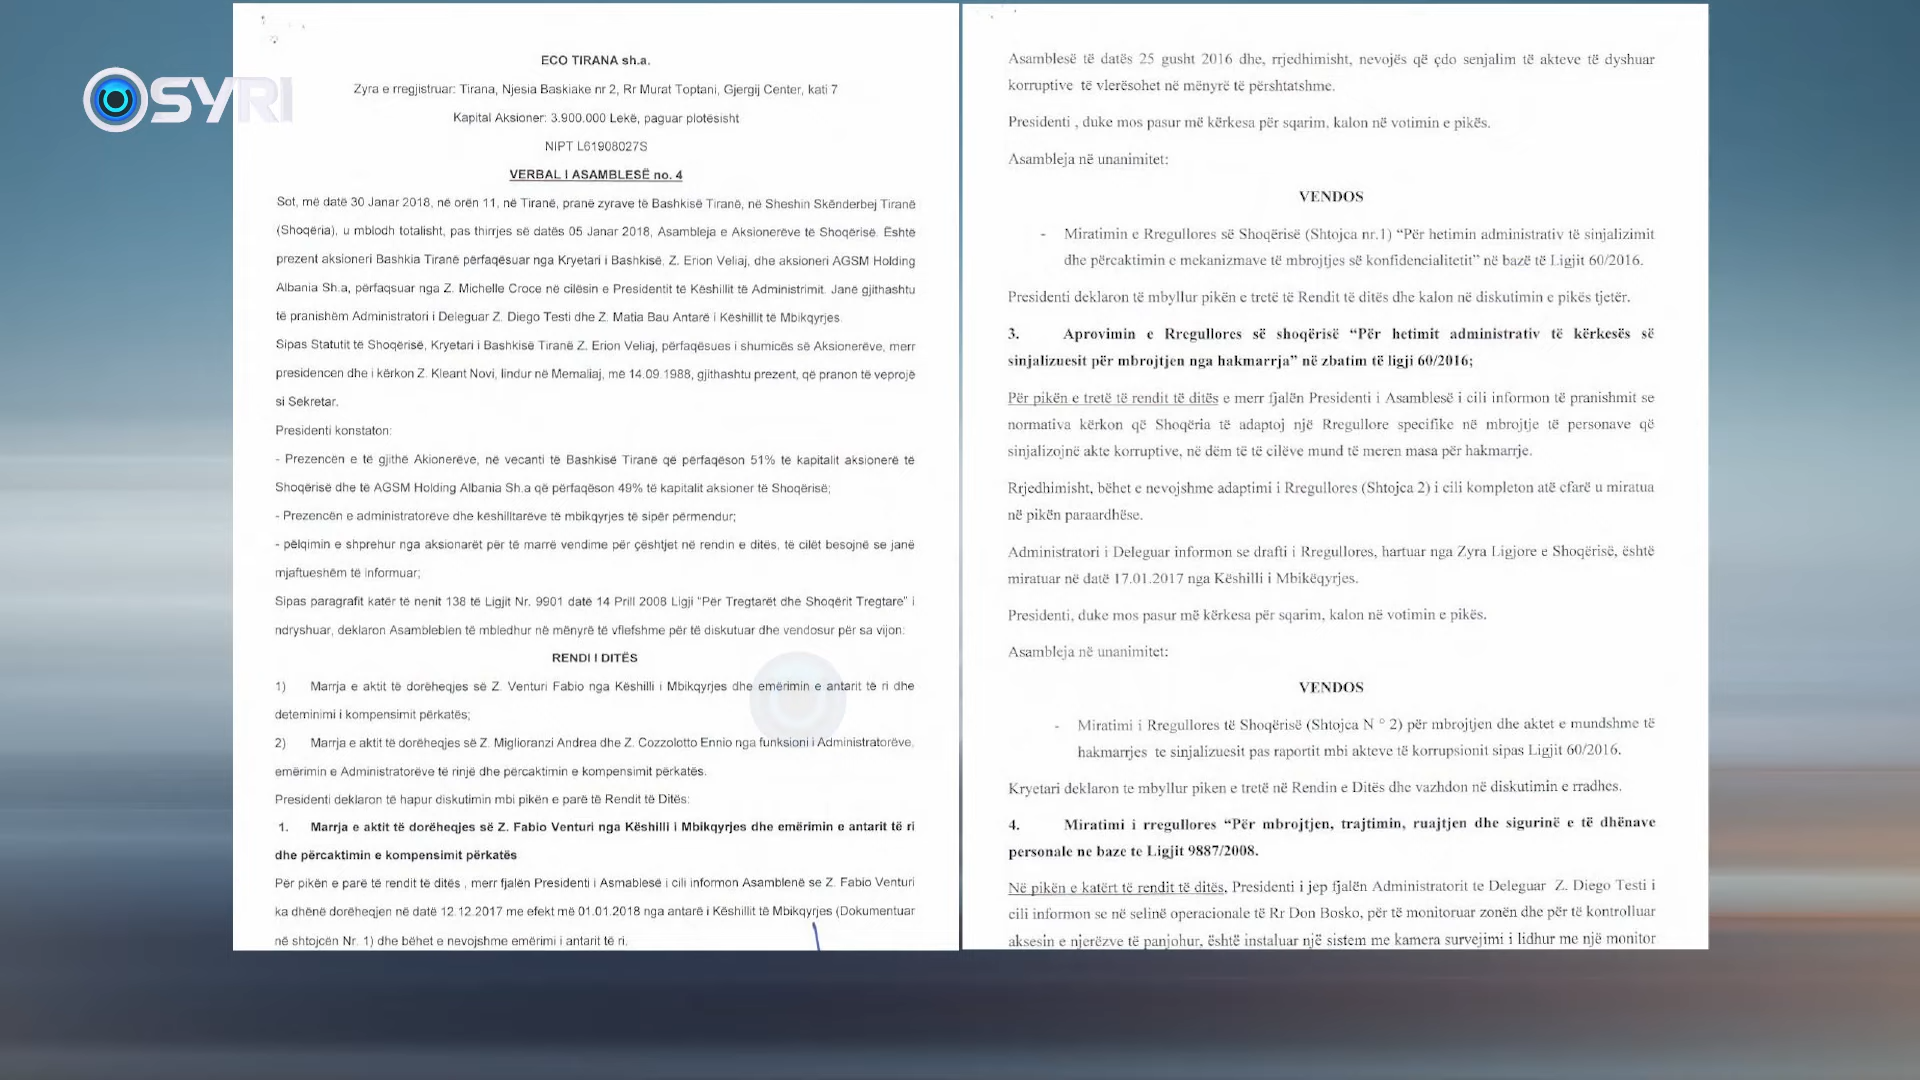 SYRI
ECO TIRANA sh.a.
Zyra e rregjistruar: Tirana, Njesia Baskiake nr 2, Rr Murat Toptani, Gjergij Center, kati 7
Kapital Aksioner: 3.900.000 Lekë, paguar plotësisht
NIPT L61908027S
VERBAL I ASAMBLESË no. 4
Sot, më datë 30 Janar 2018, në orën 11, në Tiranë, pranë zyrave të Bashkisë Tiranë, në Sheshin Skënderbej Tiranë
(Shoqëria), u mblodh totalisht, pas thirrjes së datës 05 Janar 2018, Asambleja e Aksionerëve të Shoqërisë. Është
prezent aksioneri Bashkia Tiranë përfaqësuar nga Kryetari i Bashkisë, Z. Erion Veliaj, dhe aksioneri AGSM Holding
Albania Sh.a, përfaqsuar nga Z. Michelle Croce në cilësin e Presidentit të Këshillit të Administrimit. Janë gjithashtu
të pranishëm Administratori i Deleguar Z. Diego Testi dhe Z. Matia Bau Antarë i Këshillit të Mbikqyrjes.
Sipas Statutit të Shoqërisë, Kryetari i Bashkisë Tiranë Z. Erion Veliaj, përfaqësues i shumicës së Aksionerëve, merr
presidencen dhe i kërkon Z. Kleant Novi, lindur në Memaliaj, më 14.09.1988, gjithashtu prezent, që pranon të veprojë
si Sekretar.
Presidenti konstaton:
- Prezencën e të gjithë Akionerëve, në vecanti të Bashkisë Tiranë që përfaqëson 51% të kapitalit aksionerë të
Shoqërisë dhe të AGSM Holding Albania Sh.a që përfaqëson 49% të kapitalit aksioner të Shoqërisë;
- Prezencën e administratorëve dhe këshilltarëve të mbikqyrjes të sipër përmendur;
- pëlqimin e shprehur nga aksionarët për të marrë vendime për çështjet në rendin e ditës, të cilët besojnë se janë
mjaftueshëm të informuar;
Sipas paragrafit katër të nenit 138 të Ligjit Nr. 9901 datë 14 Prill 2008 Ligji "Për Tregtarët dhe Shoqërit Tregtare" i
ndryshuar, deklaron Asambleblen të mbledhur në mënyrë të vflefshme për të diskutuar dhe vendosur për sa vijon:
RENDI I DITËS
1) Marrja e aktit të dorëheqjes së Z. Venturi Fabio nga Këshilli i Mbikqyrjes dhe emërimin e antarit të ri dhe
deteminimi i kompensimit përkatës;
2) Marrja e aktit të dorëheqjes së Z. Miglioranzi Andrea dhe Z. Cozzolotto Ennio nga funksioni i Administratorëve,
emërimin e Administratorëve të rinjë dhe përcaktimin e kompensimit përkatës.
Presidenti deklaron të hapur diskutimin mbi pikën e parë të Rendit të Ditës:
1. Marrja e aktit të dorëheqjes së Z. Fabio Venturi nga Këshilli i Mbikqyrjes dhe emërimin e antarit të ri
dhe përcaktimin e kompensimit përkatës
Për pikën e parë të rendit të ditës , merr fjalën Presidenti i Asmablesë i cili informon Asamblenë se Z. Fabio Venturi
ka dhënë dorëheqjen në datë 12.12.2017 me efekt më 01.01.2018 nga antarë i Këshillit të Mbikqyrjes (Dokumentuar
në shtojcën Nr. 1) dhe bëhet e nevojshme emërimi i antarit të ri.
Asamblesë të datës 25 gusht 2016 dhe, rrjedhimisht, nevojës që çdo senjalim të akteve të dyshuar
korruptive të vlerësohet në mënyrë të përshtatshme.
Presidenti , duke mos pasur më kërkesa për sqarim, kalon në votimin e pikës.
Asambleja në unanimitet:
VENDOS
- Miratimin e Rregullores së Shoqërisë (Shtojca nr.1) “Për hetimin administrativ të sinjalizimit
dhe përcaktimin e mekanizmave të mbrojtjes së konfidencialitetit” në bazë të Ligjit 60/2016.
Presidenti deklaron të mbyllur pikën e tretë të Rendit të ditës dhe kalon në diskutimin e pikës tjetër.
3. Aprovimin e Rregullores së shoqërisë “Për hetimit administrativ të kërkesës së
sinjalizuesit për mbrojtjen nga hakmarrja” në zbatim të ligji 60/2016;
Për pikën e tretë të rendit të ditës e merr fjalën Presidenti i Asamblesë i cili informon të pranishmit se
normativa kërkon që Shoqëria të adaptoj një Rregullore specifike në mbrojtje të personave që
sinjalizojnë akte korruptive, në dëm të të cilëve mund të meren masa për hakmarrje.
Rrjedhimisht, bëhet e nevojshme adaptimi i Rregullores (Shtojca 2) i cili kompleton atë cfarë u miratua
në pikën paraardhëse.
Administratori i Deleguar informon se drafti i Rregullores, hartuar nga Zyra Ligjore e Shoqërisë, është
miratuar në datë 17.01.2017 nga Këshilli i Mbikëqyrjes.
Presidenti, duke mos pasur më kërkesa për sqarim, kalon në votimin e pikës.
Asambleja në unanimitet:
VENDOS
- Miratimi i Rregullores të Shoqërisë (Shtojca N ° 2) për mbrojtjen dhe aktet e mundshme të
hakmarrjes te sinjalizuesit pas raportit mbi akteve të korrupsionit sipas Ligjit 60/2016.
Kryetari deklaron te mbyllur piken e tretë në Rendin e Ditës dhe vazhdon në diskutimin e rradhes.
4. Miratimi i rregullores “Për mbrojtjen, trajtimin, ruajtjen dhe sigurinë e të dhënave
personale ne baze te Ligjit 9887/2008.
Në pikën e katërt të rendit të ditës, Presidenti i jep fjalën Administratorit te Deleguar Z. Diego Testi i
cili informon se në selinë operacionale të Rr Don Bosko, për të monitoruar zonën dhe për të kontrolluar
aksesin e njerëzve të panjohur, është instaluar një sistem me kamera survejimi i lidhur me një monitor